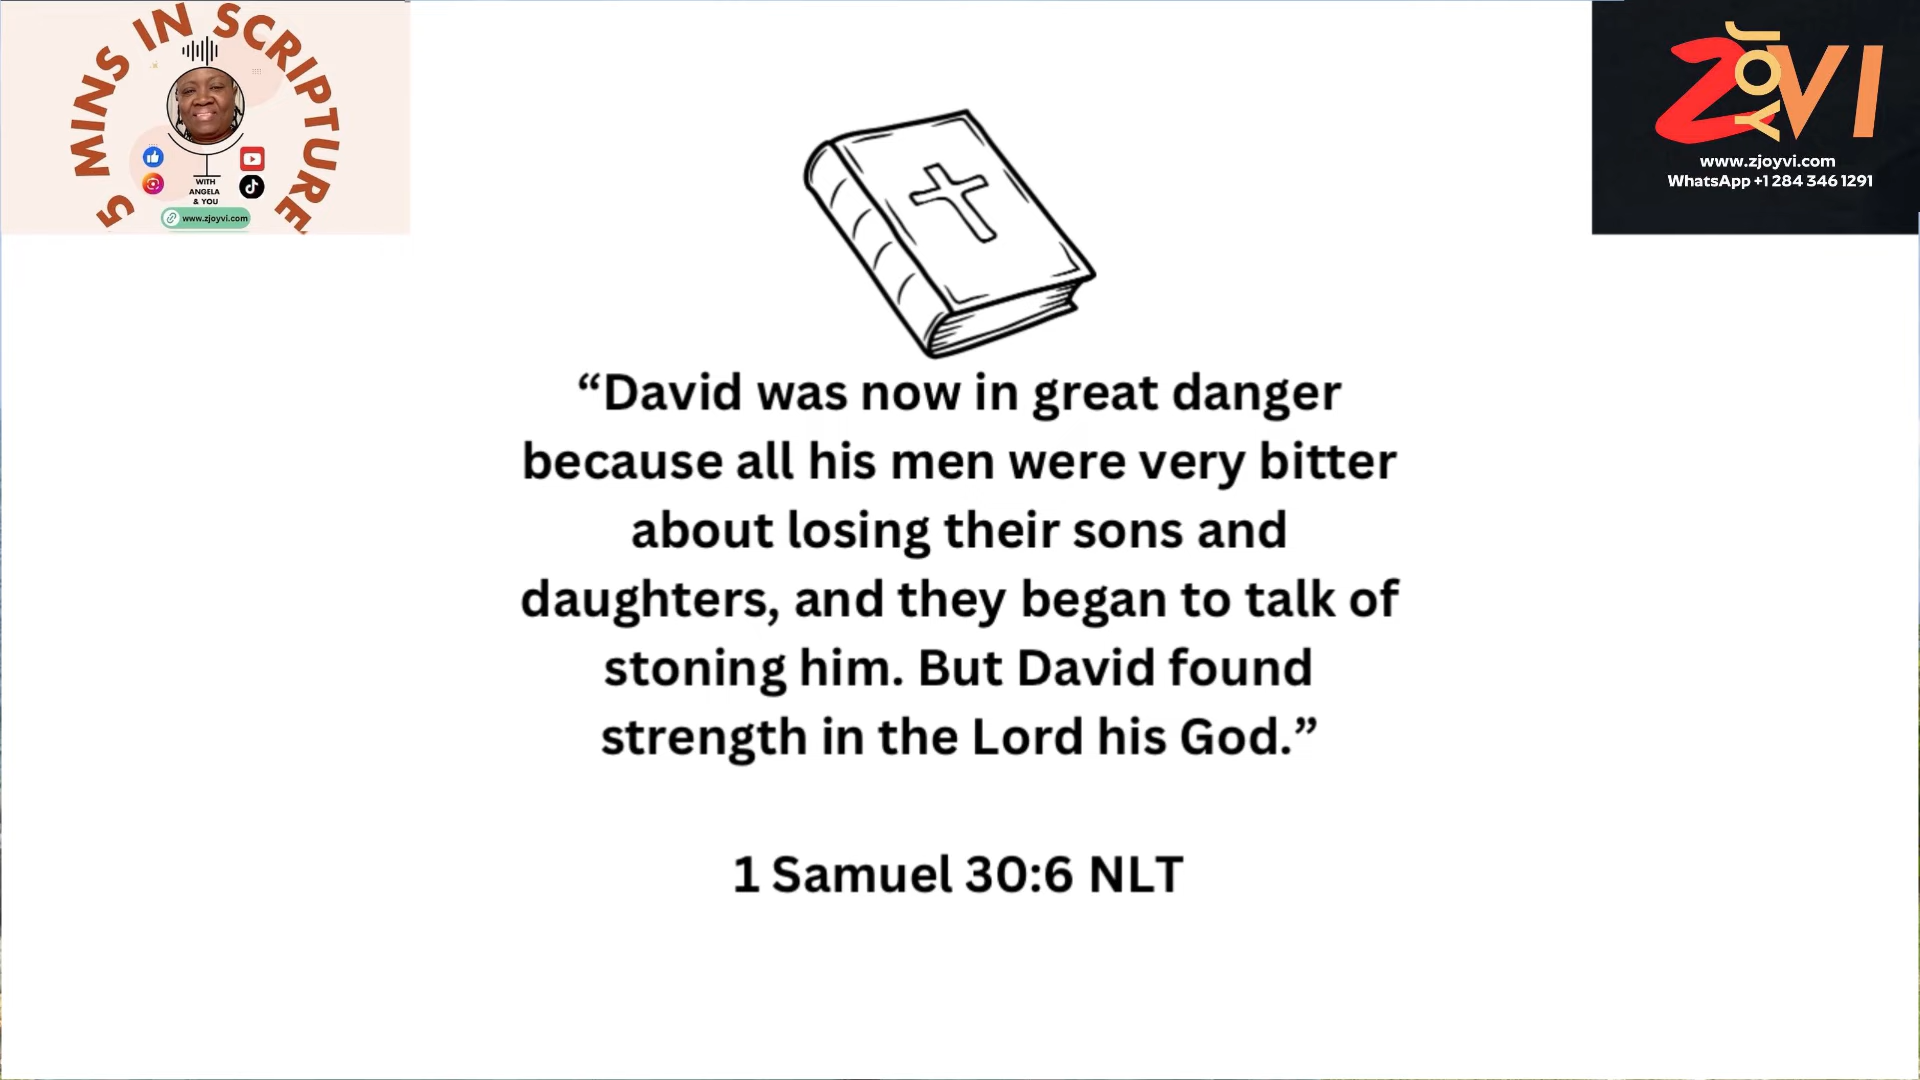 5 MINS IN SCRIPTURE
WITH
ANGELA
& YOU
www.zjoyvi.com
ZJOYVI
www.zjoyvi.com
WhatsApp +1 284 346 1291
“David was now in great danger
because all his men were very bitter
about losing their sons and
daughters, and they began to talk of
stoning him. But David found
strength in the Lord his God.”
1 Samuel 30:6 NLT